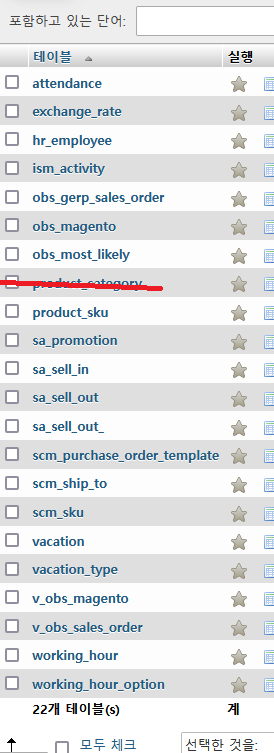 포함하고 있는 단어:
테이블 실행
attendance
exchange_rate
hr_employee
ism_activity
obs_gerp_sales_order
obs_magento
obs_most_likely
product_category
product_sku
sa_promotion
sa_sell_in
sa_sell_out
sa_sell_out_
scm_purchase_order_template
scm_ship_to
scm_sku
vacation
vacation_type
v_obs_magento
v_obs_sales_order
working_hour
working_hour_option
22개 테이블(s) 계
모두 체크 선택한 것을: